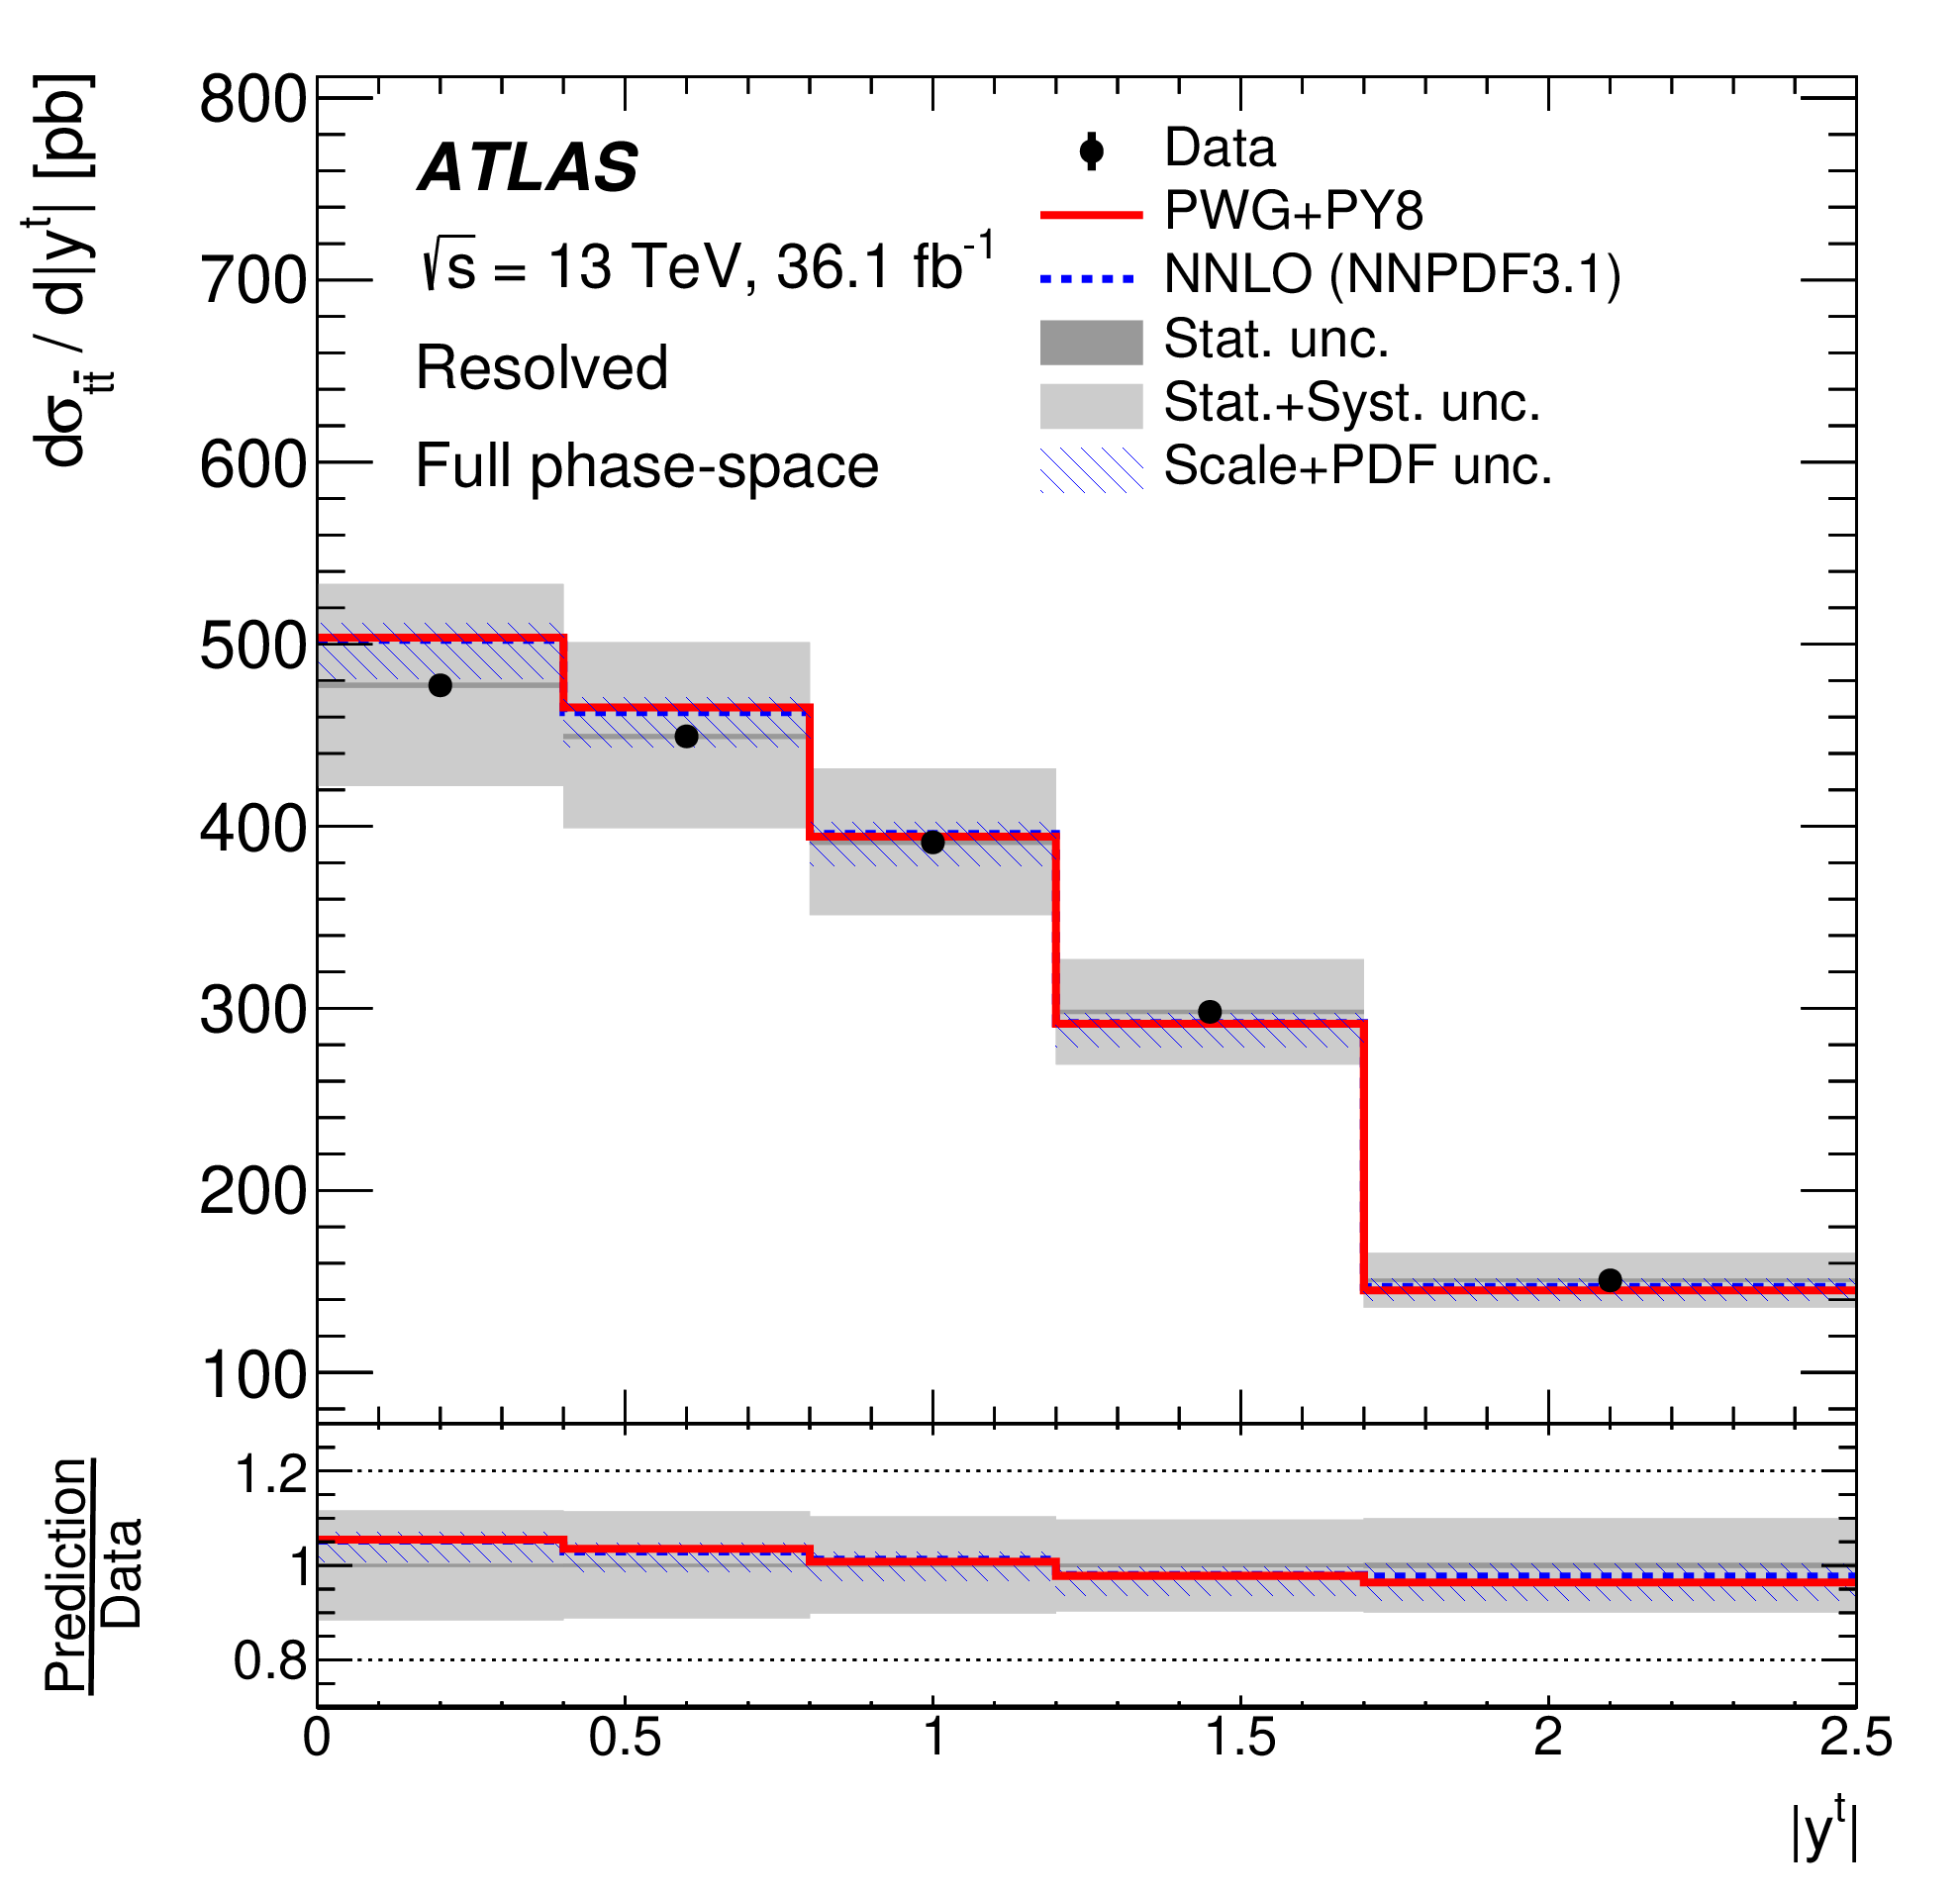 dσ_{tt̄} / d|y^t| [pb]
800
700
600
500
400
300
200
100
ATLAS
√s = 13 TeV, 36.1 fb^{-1}
Resolved
Full phase-space
Data
PWG+PY8
NNLO (NNPDF3.1)
Stat. unc.
Stat.+Syst. unc.
Scale+PDF unc.
Prediction
Data
1.2
1
0.8
0 0.5 1 1.5 2 2.5
|y^t|